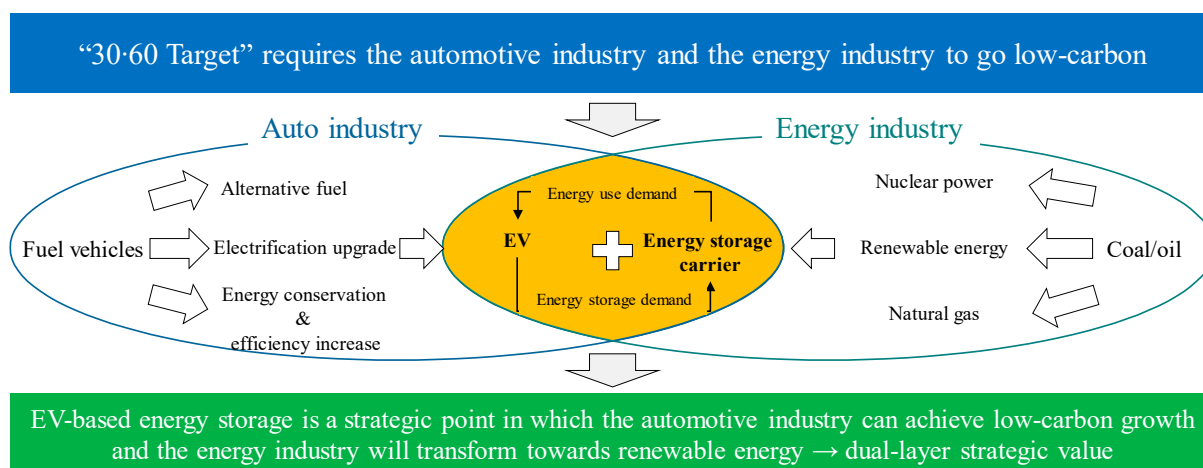 “30·60 Target” requires the automotive industry and the energy industry to go low-carbon
Auto industry
Energy industry
Alternative fuel
Fuel vehicles
Electrification upgrade
Energy conservation
&
efficiency increase
Energy use demand
EV
Energy storage
carrier
Energy storage demand
Nuclear power
Renewable energy
Coal/oil
Natural gas
EV-based energy storage is a strategic point in which the automotive industry can achieve low-carbon growth
and the energy industry will transform towards renewable energy → dual-layer strategic value